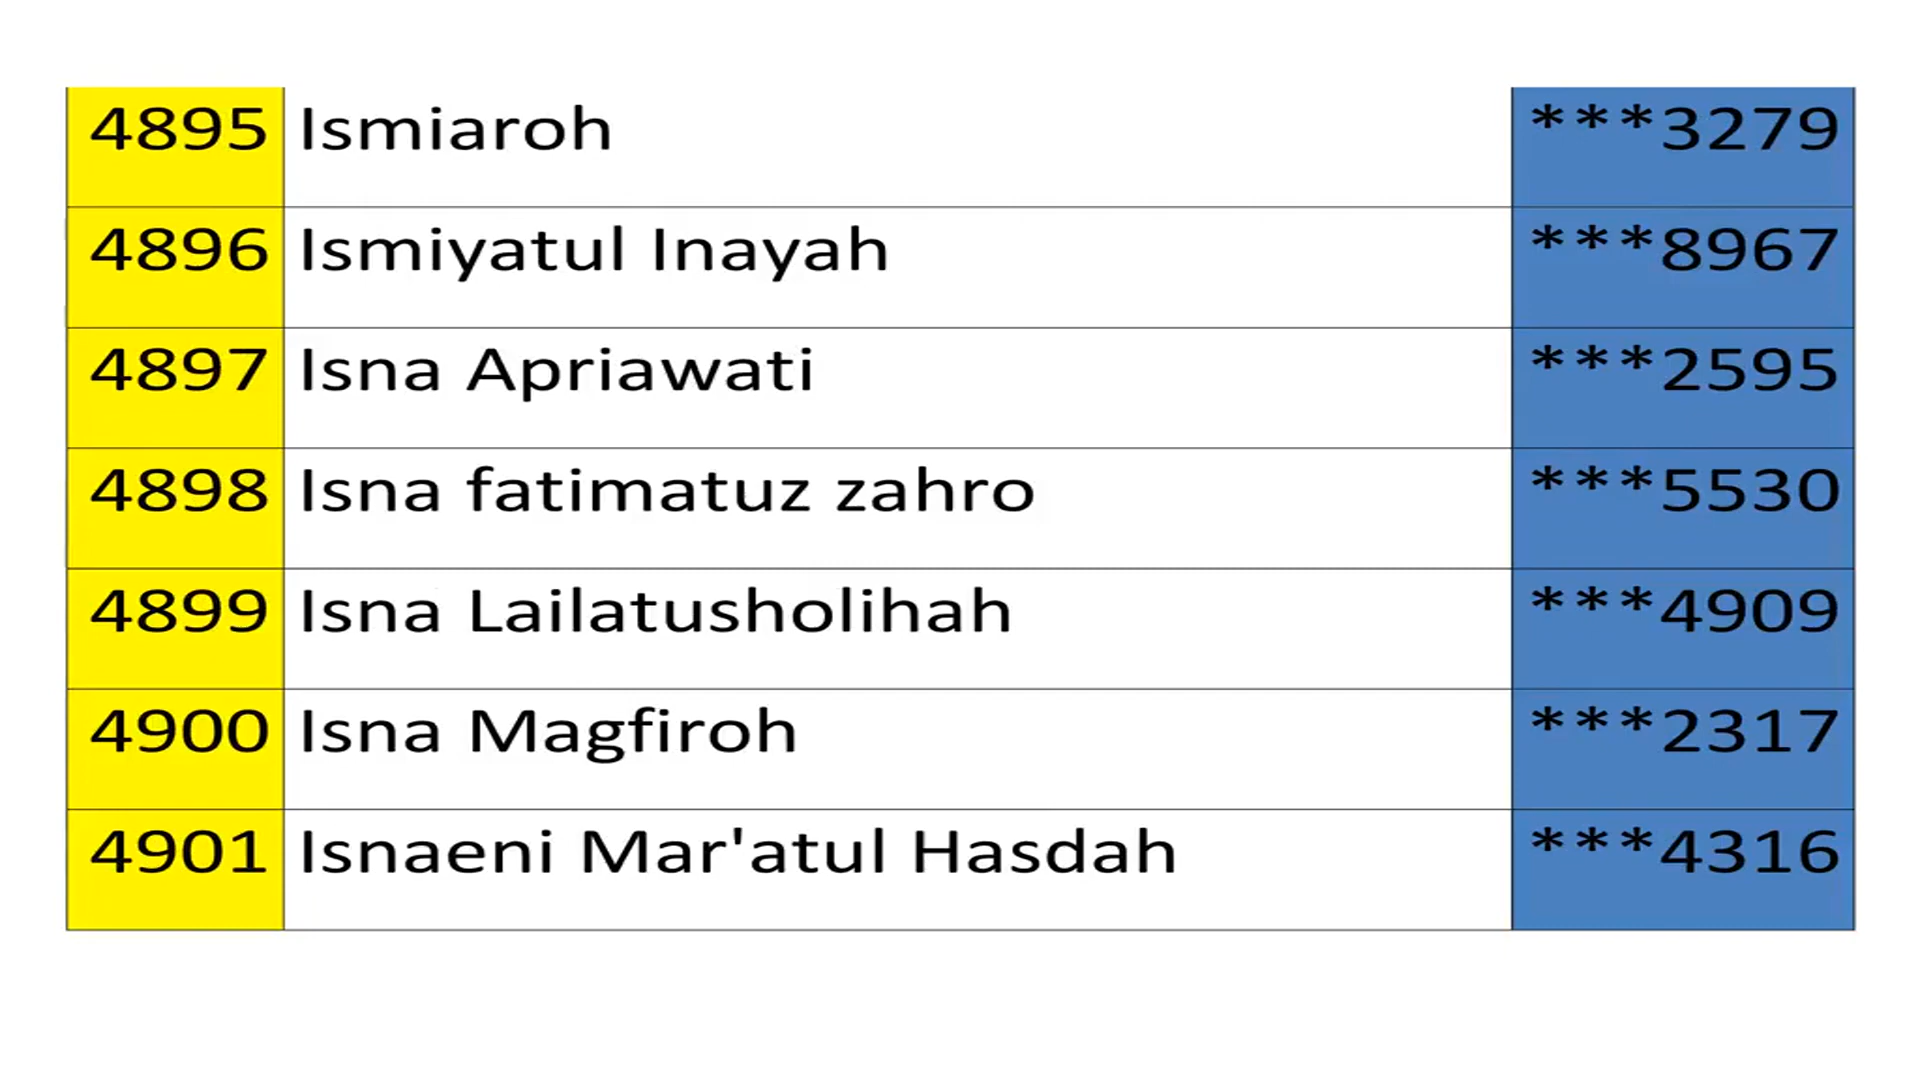 4895 Ismiaroh ***3279
4896 Ismiyatul Inayah ***8967
4897 Isna Apriawati ***2595
4898 Isna fatimatuz zahro ***5530
4899 Isna Lailatusholihah ***4909
4900 Isna Magfiroh ***2317
4901 Isnaeni Mar'atul Hasdah ***4316